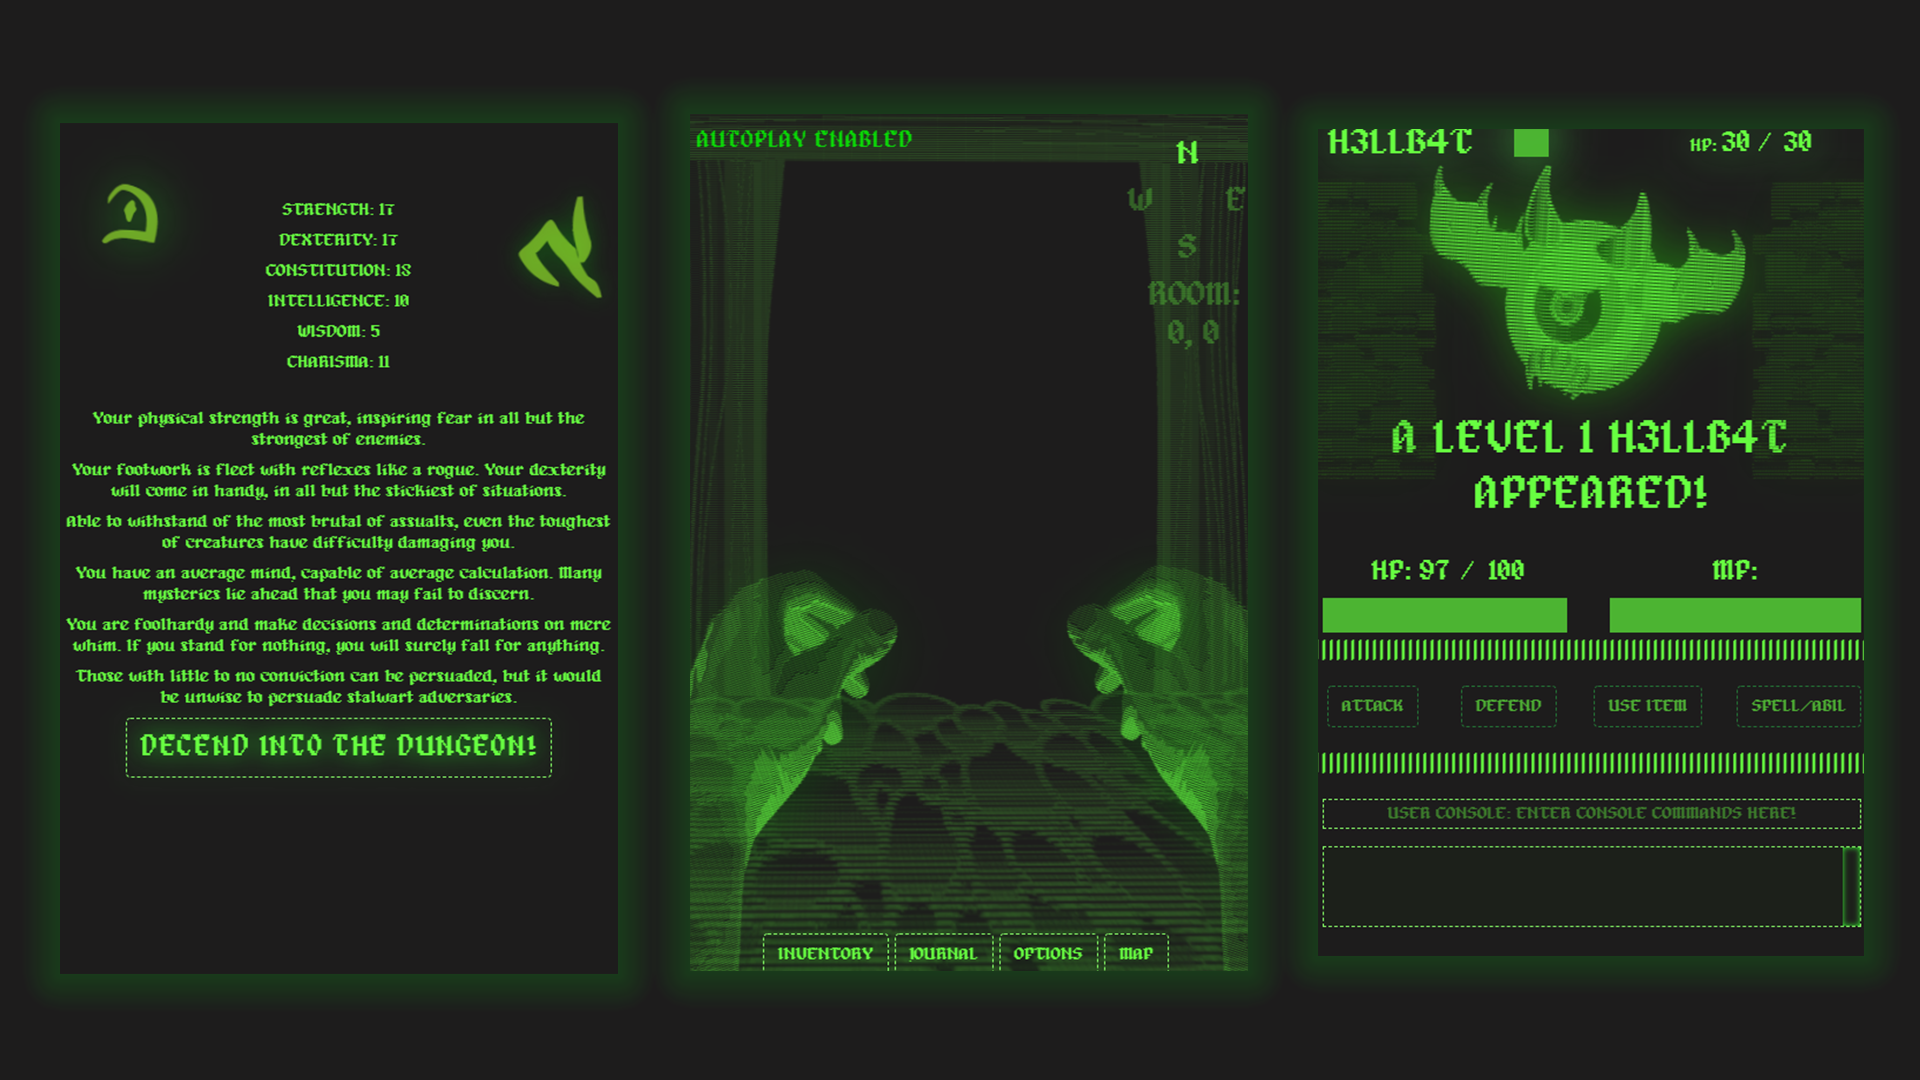 STRENGTH: 17
DEXTERITY: 17
CONSTITUTION: 18
INTELLIGENCE: 10
WISDOM: 5
CHARISMA: 11
Your physical strength is great, inspiring fear in all but the
strongest of enemies.
Your footwork is fleet with reflexes like a rogue. Your dexterity
will come in handy, in all but the stickiest of situations.
Able to withstand of the most brutal of assualts, even the toughest
of creatures have difficulty damaging you.
You have an average mind, capable of average calculation. Many
mysteries lie ahead that you may fail to discern.
You are foolhardy and make decisions and determinations on mere
whim. If you stand for nothing, you will surely fall for anything.
Those with little to no conviction can be persuaded, but it would
be unwise to persuade stalwart adversaries.
DECEND INTO THE DUNGEON!
AUTOPLAY ENABLED
N
W E
S
ROOM:
0, 0
INVENTORY JOURNAL OPTIONS MAP
H3LLB4T HP: 30 / 30
A LEVEL 1 H3LLB4T
APPEARED!
HP: 97 / 100 MP:
ATTACK DEFEND USE ITEM SPELL/ABIL
USER CONSOLE: ENTER CONSOLE COMMANDS HERE!